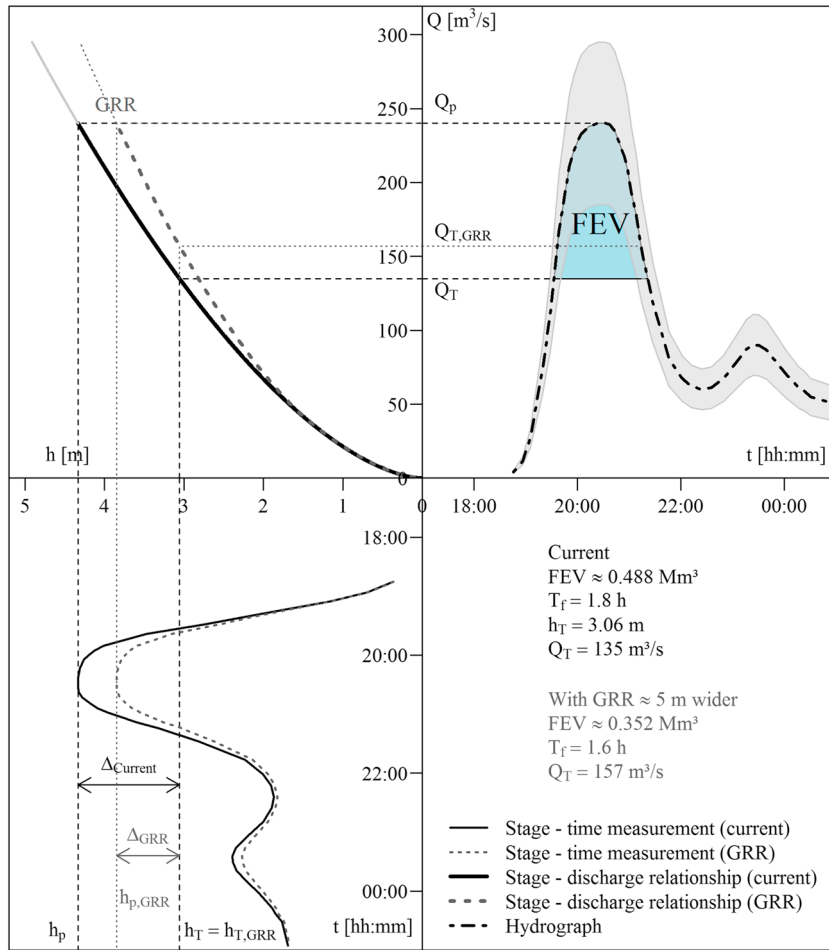 Q [m³/s]
300
250
200
150
100
50
0
GRR
Qp
QT,GRR
QT
FEV
h [m]
t [hh:mm]
5
4
3
2
1
0
18:00
20:00
22:00
00:00
18:00
20:00
22:00
00:00
ΔCurrent
ΔGRR
hp,GRR
hp
hT = hT,GRR
t [hh:mm]
Current
FEV ≈ 0.488 Mm³
Tf = 1.8 h
hT = 3.06 m
QT = 135 m³/s
With GRR ≈ 5 m wider
FEV ≈ 0.352 Mm³
Tf = 1.6 h
QT = 157 m³/s
Stage - time measurement (current)
Stage - time measurement (GRR)
Stage - discharge relationship (current)
Stage - discharge relationship (GRR)
Hydrograph